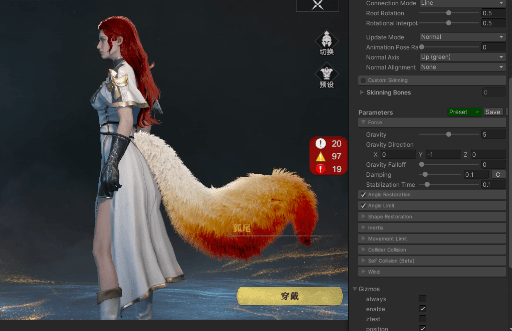 切换
预设
20
97
19
狐尾
穿戴
Connection Mode Line
Root Rotation 0.5
Rotational Interpol 0.5
Update Mode Normal
Animation Pose Ra 0
Normal Axis Up (green)
Normal Alignment None
Custom Skinning
Skinning Bones 0
Parameters Preset Save
Force
Gravity 5
Gravity Direction
X 0 Y -1 Z 0
Gravity Falloff 0
Damping 0.1 C
Stabilization Time 0.1
Angle Restoration
Angle Limit
Shape Restoration
Inertia
Movement Limit
Collider Collision
Self Collision (Beta)
Wind
Gizmos
always
enable
ztest
position